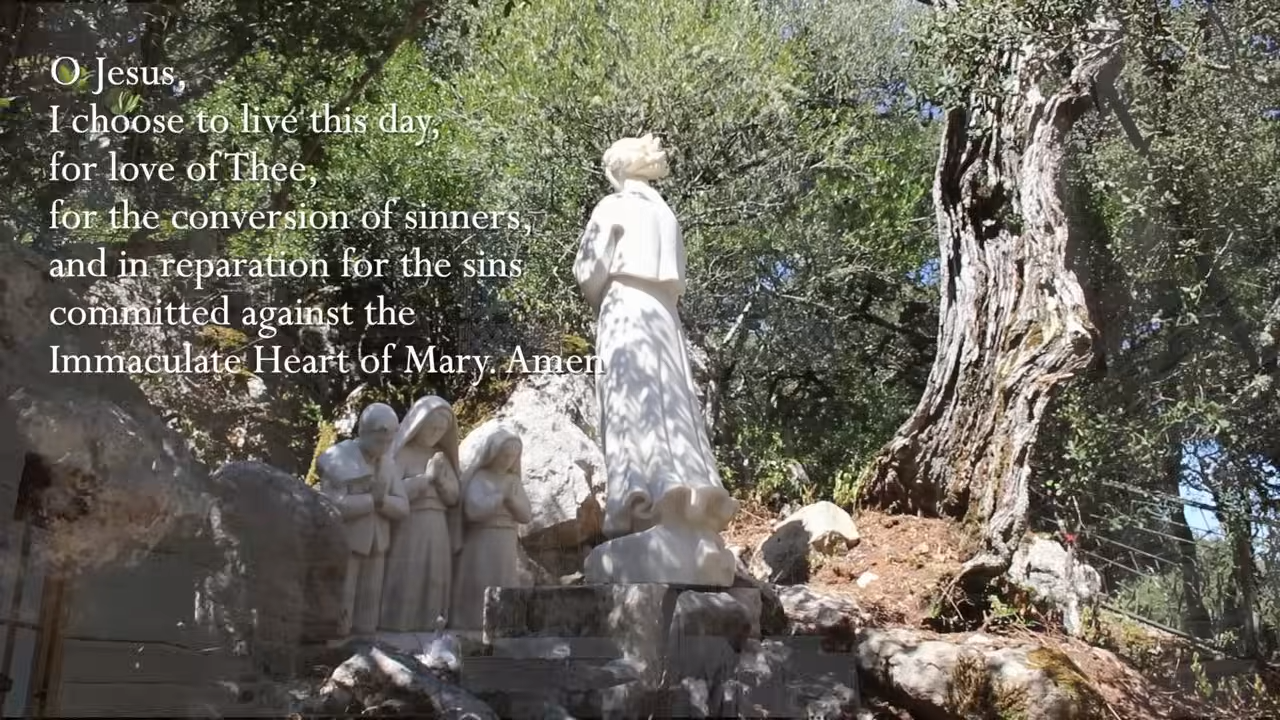 O Jesus,
I choose to live this day,
for love of Thee,
for the conversion of sinners,
and in reparation for the sins
committed against the
Immaculate Heart of Mary. Amen